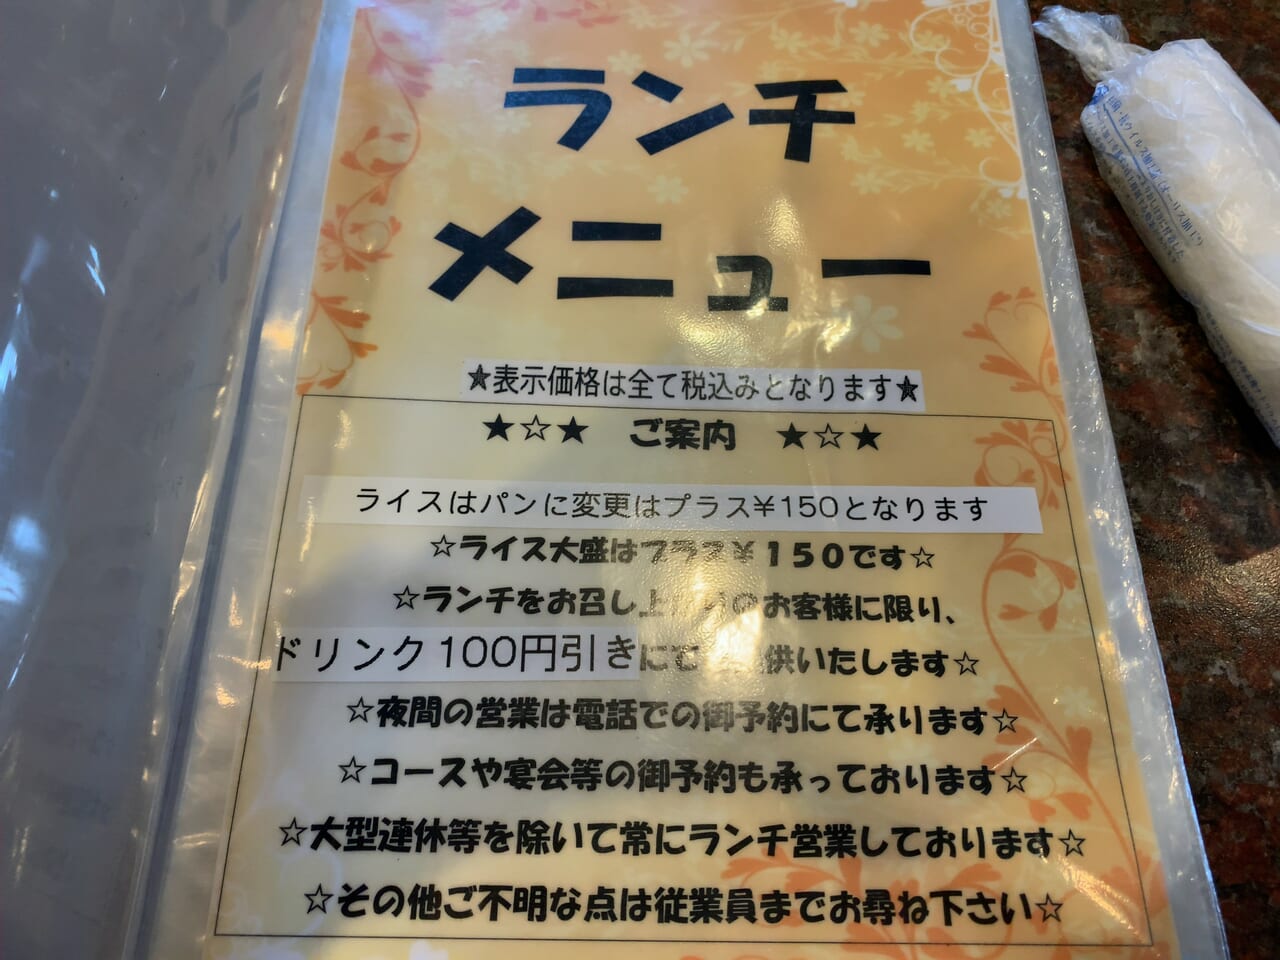 ランチ
メニュー
★表示価格は全て税込みとなります★
★☆★ ご案内 ★☆★
ライスはパンに変更はプラス¥150となります
☆ライス大盛はプラス¥150です☆
☆ランチをお召し上がりのお客様に限り、
ドリンク100円引きにてご提供いたします☆
☆夜間の営業は電話での御予約にて承ります☆
☆コースや宴会等の御予約も承っております☆
☆大型連休等を除いて常にランチ営業しております☆
☆その他ご不明な点は従業員までお尋ね下さい☆